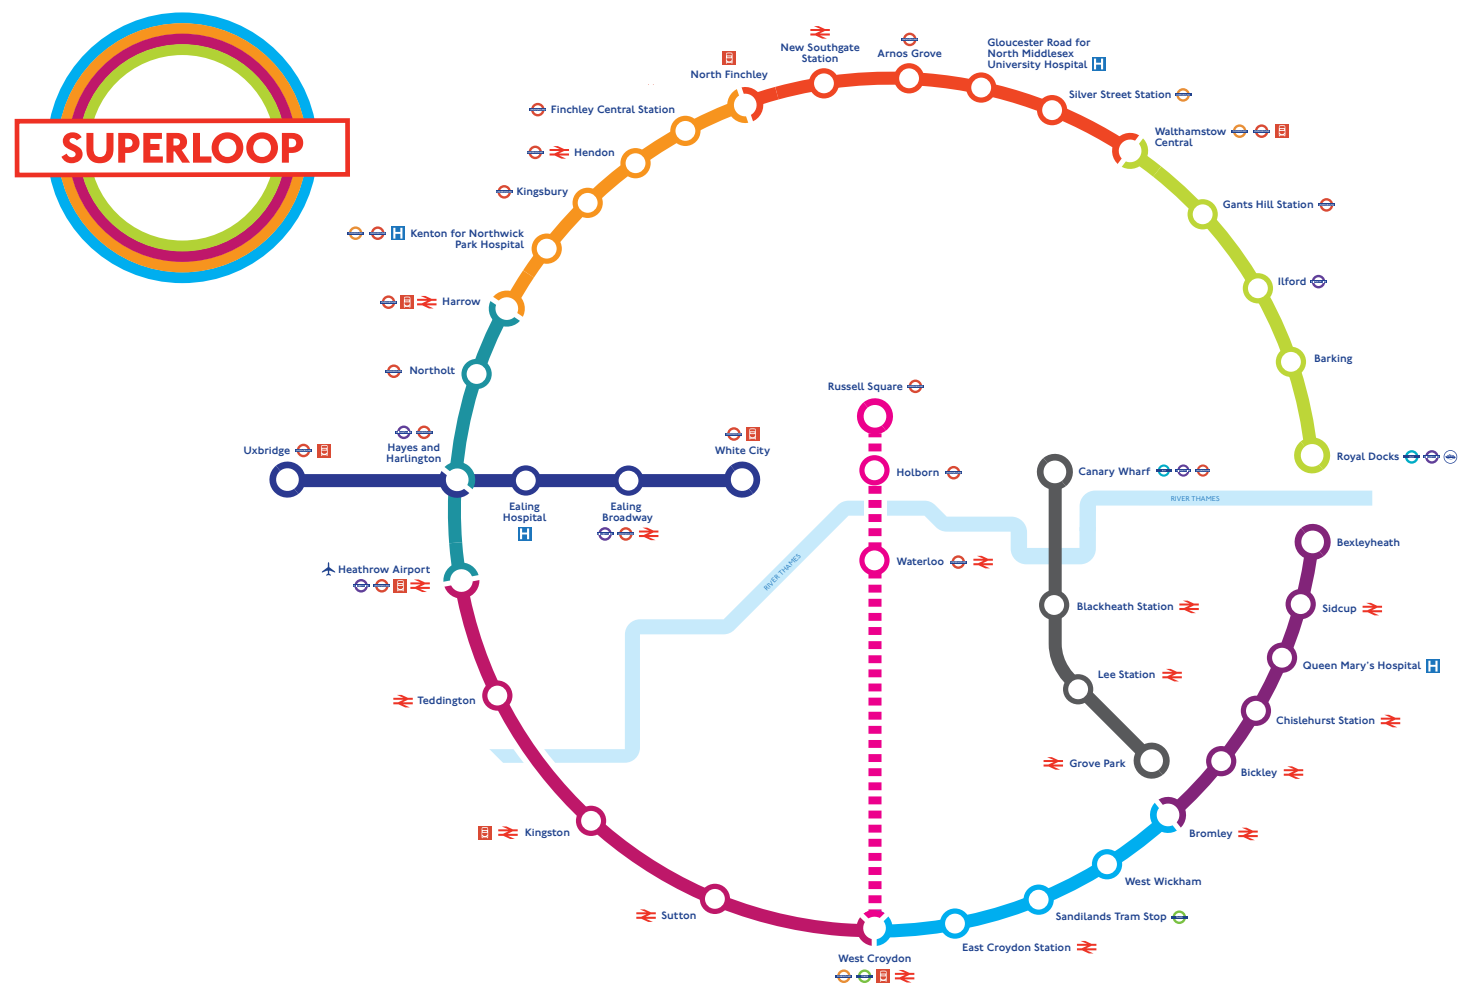 SUPERLOOP
North Finchley
New Southgate
Station
Arnos Grove
Gloucester Road for
North Middlesex
University Hospital H
Silver Street Station
Walthamstow
Central
Finchley Central Station
Hendon
Kingsbury
H Kenton for Northwick
Park Hospital
Harrow
Northolt
Gants Hill Station
Ilford
Barking
Royal Docks
Russell Square
Holborn
Waterloo
Uxbridge
Hayes and
Harlington
White City
Ealing
Hospital
H
Ealing
Broadway
Heathrow Airport
Canary Wharf
RIVER THAMES
RIVER THAMES
Bexleyheath
Sidcup
Queen Mary's Hospital H
Chislehurst Station
Bickley
Bromley
Blackheath Station
Lee Station
Grove Park
Teddington
Kingston
Sutton
West Croydon
East Croydon Station
Sandilands Tram Stop
West Wickham